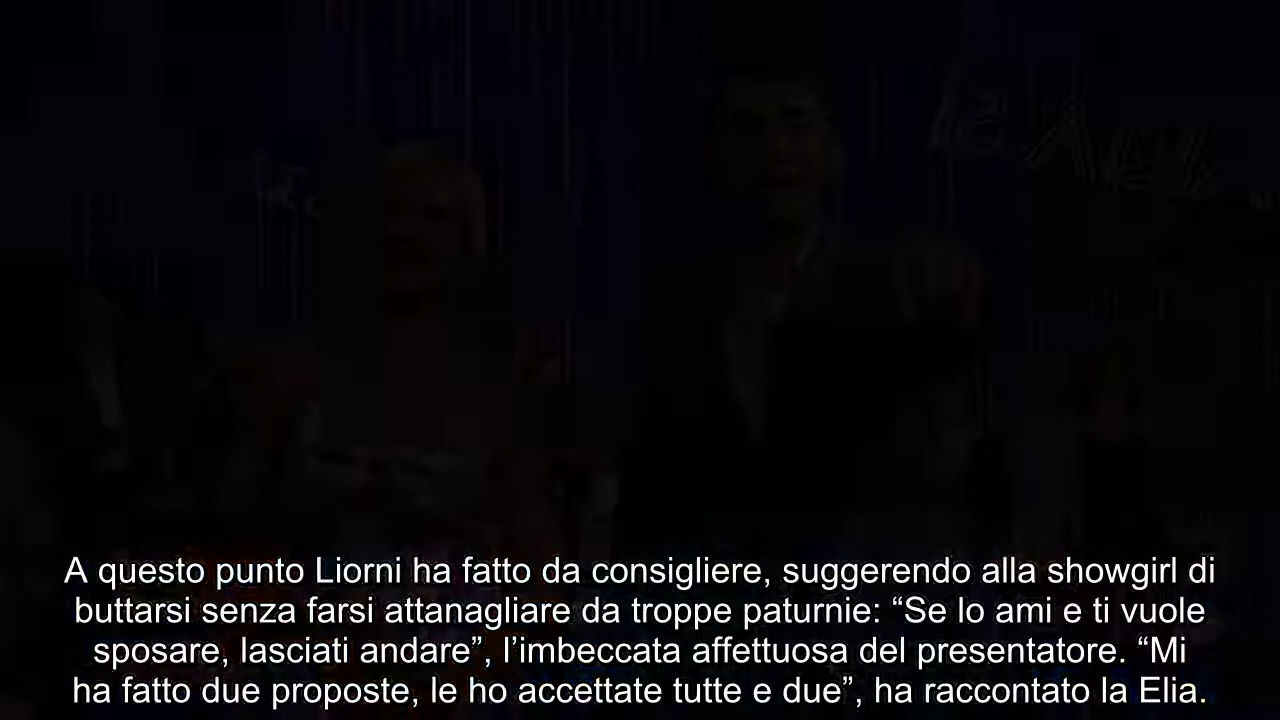 A questo punto Liorni ha fatto da consigliere, suggerendo alla showgirl di
buttarsi senza farsi attanagliare da troppe paturnie: “Se lo ami e ti vuole
sposare, lasciati andare”, l’imbeccata affettuosa del presentatore. “Mi
ha fatto due proposte, le ho accettate tutte e due”, ha raccontato la Elia.